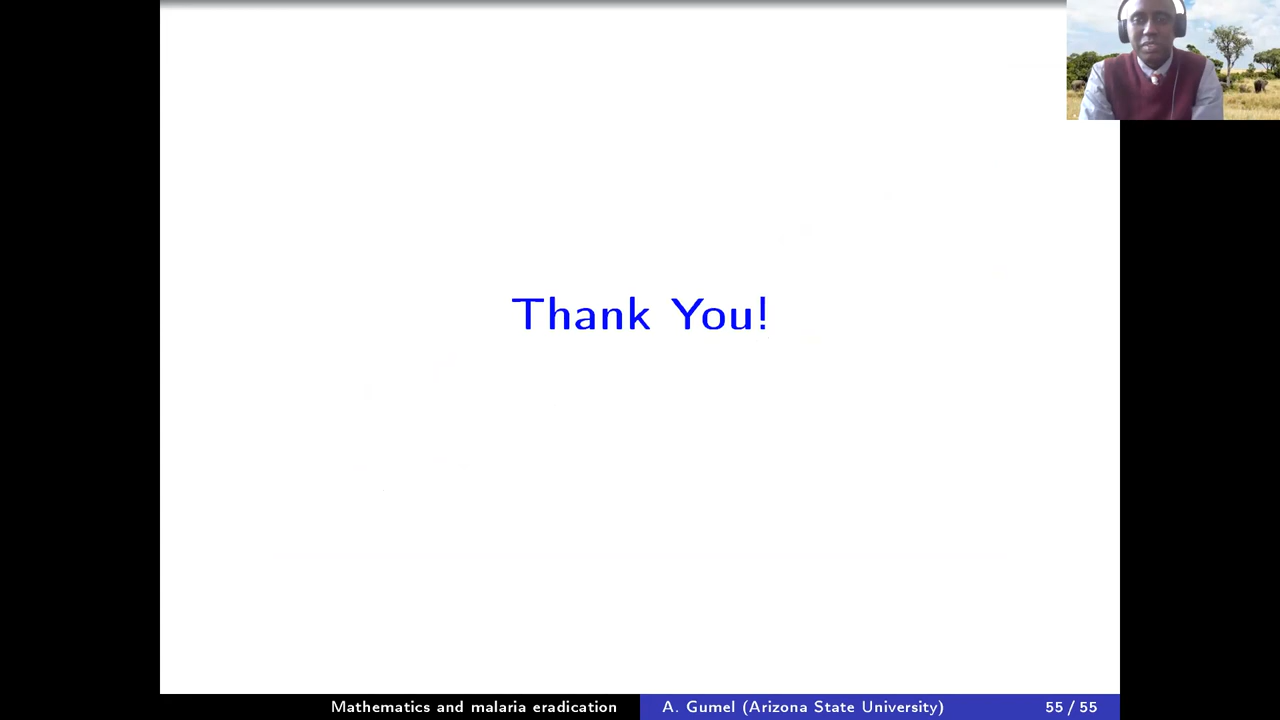 Thank You!
Mathematics and malaria eradication
A. Gumel (Arizona State University)
55 / 55